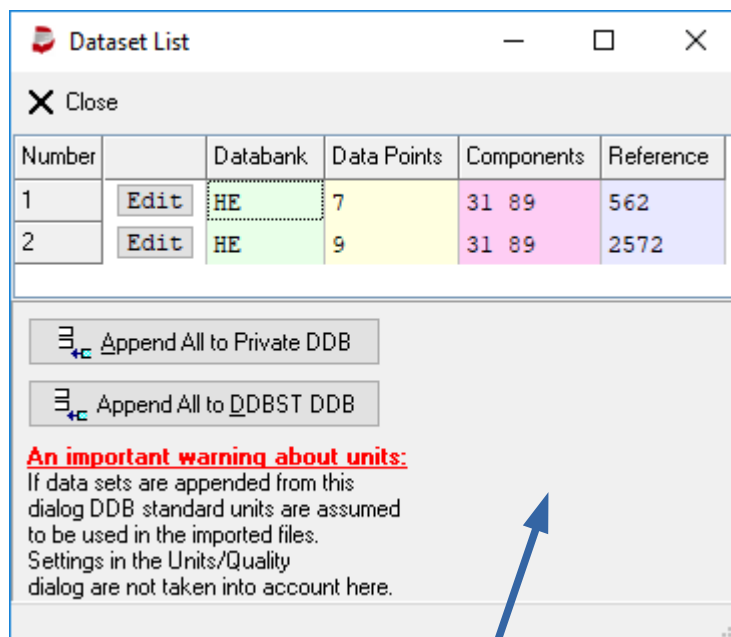 Dataset List
Close
Number Databank Data Points Components Reference
1 Edit HE 7 31 89 562
2 Edit HE 9 31 89 2572
Append All to Private DDB
Append All to DDBST DDB
An important warning about units:
If data sets are appended from this
dialog DDB standard units are assumed
to be used in the imported files.
Settings in the Units/Quality
dialog are not taken into account here.